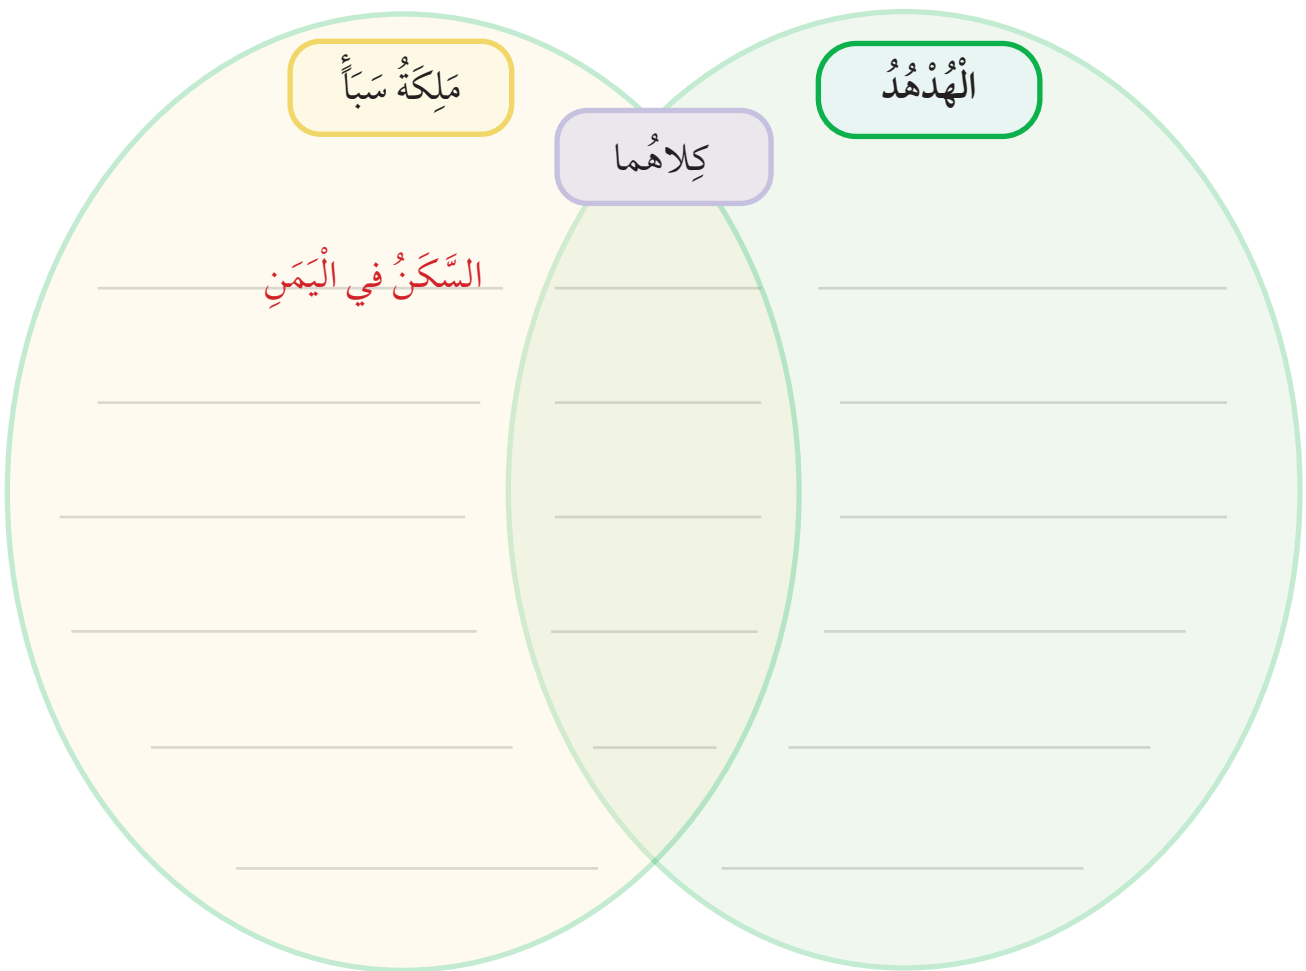 الْهُدْهُدُ
مَلِكَةُ سَبَأٍ
كِلاهُما
السَّكَنُ في الْيَمَنِ